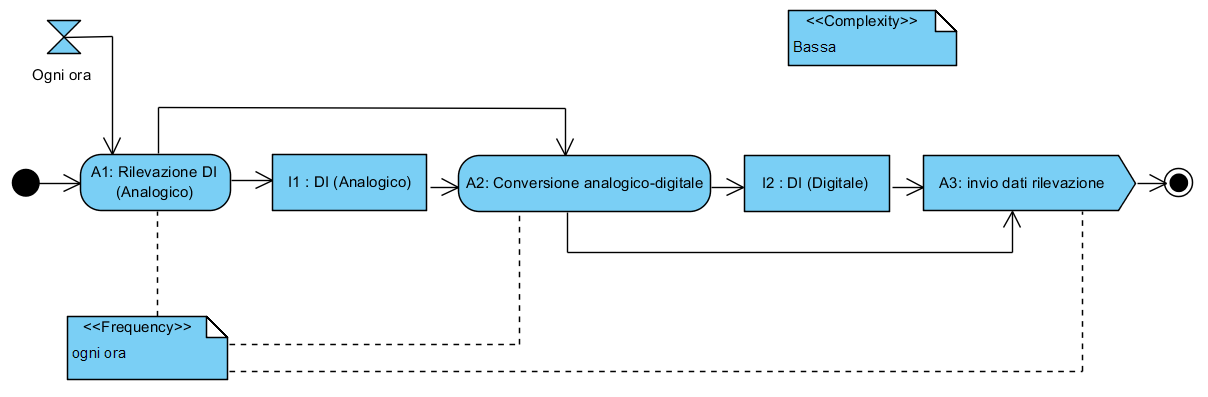 <<Complexity>>
Bassa
Ogni ora
A1: Rilevazione DI
(Analogico)
I1 : DI (Analogico)
A2: Conversione analogico-digitale
I2 : DI (Digitale)
A3: invio dati rilevazione
<<Frequency>>
ogni ora